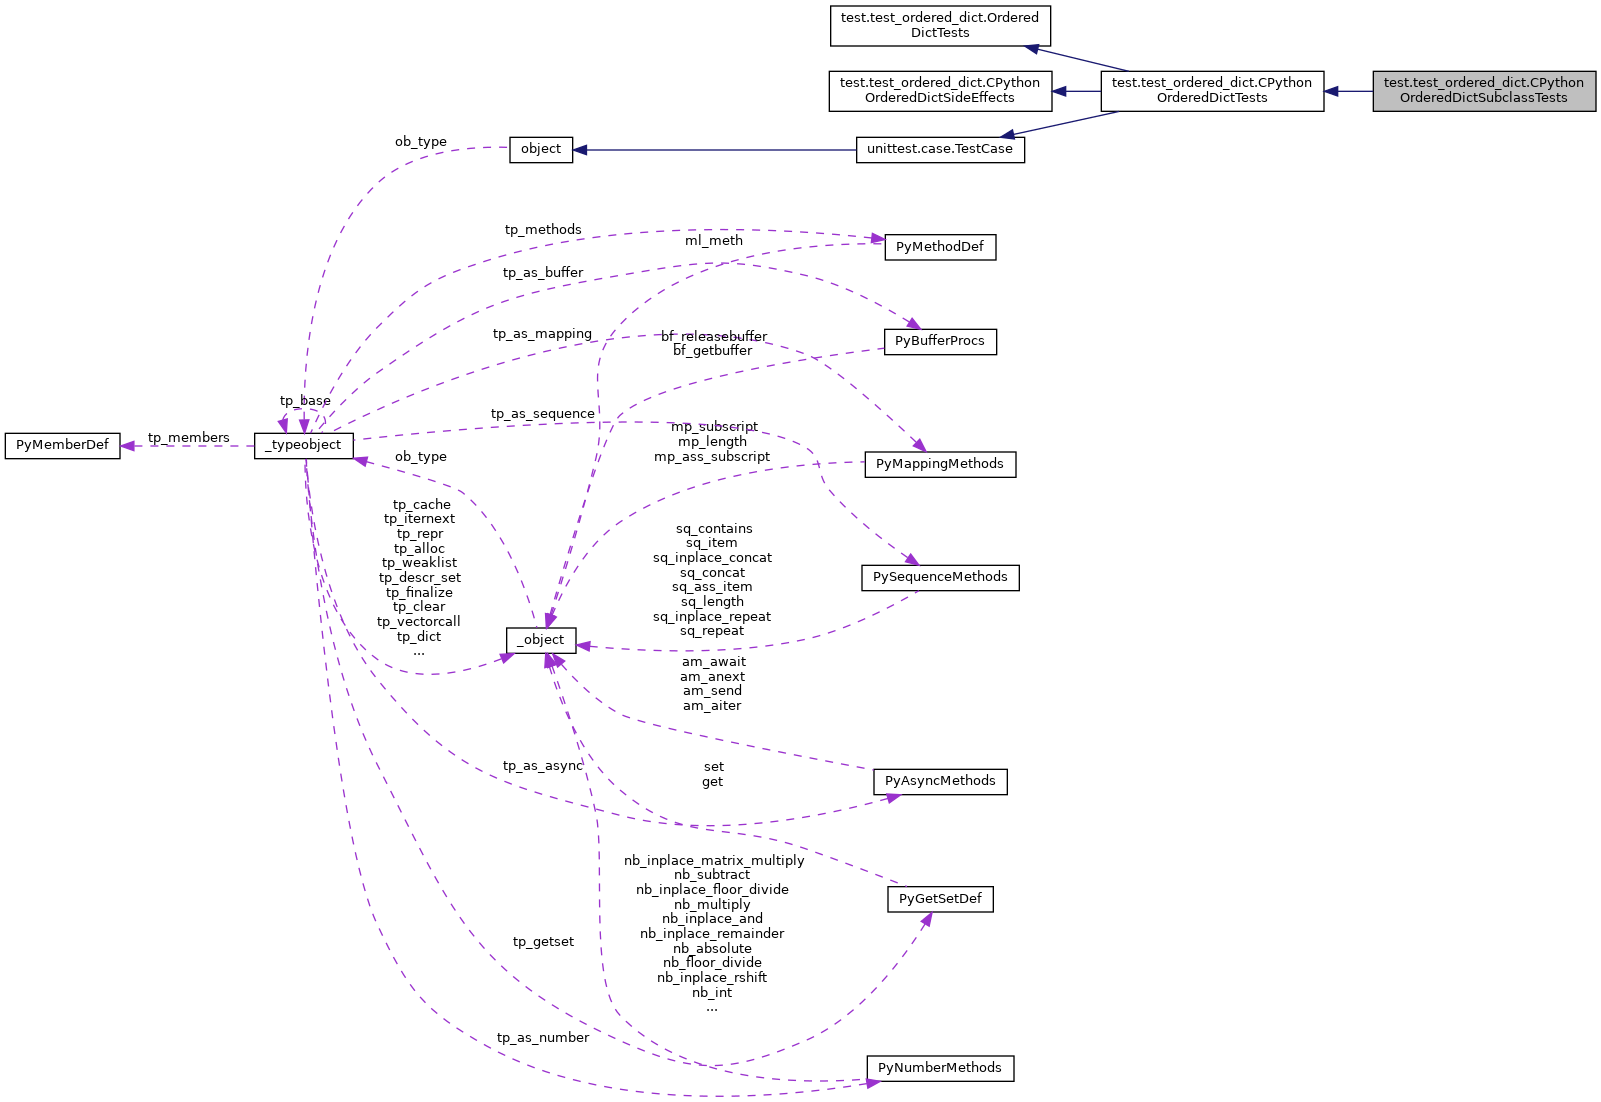 test.test_ordered_dict.Ordered
DictTests
test.test_ordered_dict.CPython
OrderedDictSideEffects
test.test_ordered_dict.CPython
OrderedDictTests
test.test_ordered_dict.CPython
OrderedDictSubclassTests
ob_type
object
unittest.case.TestCase
tp_methods
ml_meth
PyMethodDef
tp_as_buffer
tp_as_mapping
bf_releasebuffer
bf_getbuffer
PyBufferProcs
tp_base
tp_as_sequence
mp_subscript
mp_length
mp_ass_subscript
PyMemberDef
tp_members
_typeobject
ob_type
PyMappingMethods
tp_cache
tp_iternext
tp_repr
tp_alloc
tp_weaklist
tp_descr_set
tp_finalize
tp_clear
tp_vectorcall
tp_dict
...
sq_contains
sq_item
sq_inplace_concat
sq_concat
sq_ass_item
sq_length
sq_inplace_repeat
sq_repeat
PySequenceMethods
_object
am_await
am_anext
am_send
am_aiter
tp_as_async
set
get
PyAsyncMethods
nb_inplace_matrix_multiply
nb_subtract
nb_inplace_floor_divide
nb_multiply
nb_inplace_and
nb_inplace_remainder
nb_absolute
nb_floor_divide
nb_inplace_rshift
nb_int
...
PyGetSetDef
tp_getset
tp_as_number
PyNumberMethods